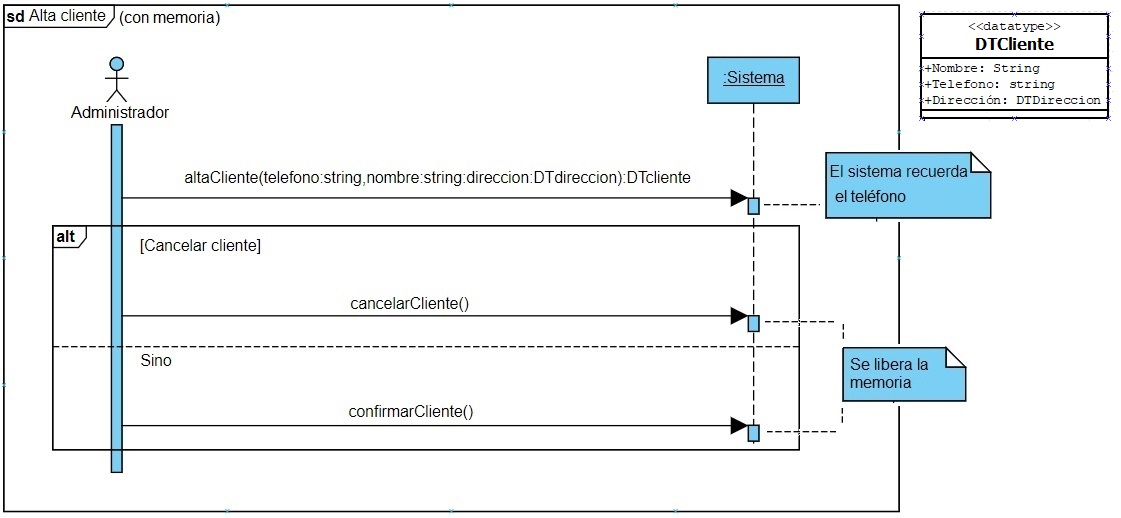 sd Alta cliente (con memoria)
<<datatype>>
DTCliente
+Nombre: String
+Telefono: string
+Dirección: DTDireccion
:Sistema
Administrador
altaCliente(telefono:string,nombre:string:direccion:DTdireccion):DTcliente
El sistema recuerda
el teléfono
alt
[Cancelar cliente]
cancelarCliente()
Sino
Se libera la
memoria
confirmarCliente()